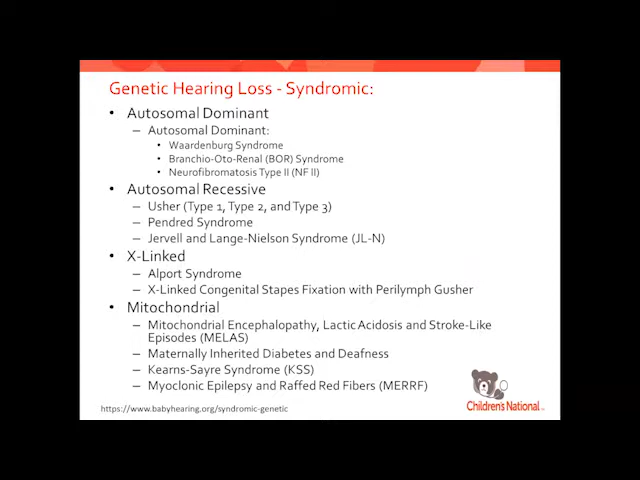 Genetic Hearing Loss - Syndromic:
• Autosomal Dominant
– Autosomal Dominant:
• Waardenburg Syndrome
• Branchio-Oto-Renal (BOR) Syndrome
• Neurofibromatosis Type II (NF II)
• Autosomal Recessive
– Usher (Type 1, Type 2, and Type 3)
– Pendred Syndrome
– Jervell and Lange-Nielson Syndrome (JL-N)
• X-Linked
– Alport Syndrome
– X-Linked Congenital Stapes Fixation with Perilymph Gusher
• Mitochondrial
– Mitochondrial Encephalopathy, Lactic Acidosis and Stroke-Like
Episodes (MELAS)
– Maternally Inherited Diabetes and Deafness
– Kearns-Sayre Syndrome (KSS)
– Myoclonic Epilepsy and Raffed Red Fibers (MERRF)
https://www.babyhearing.org/syndromic-genetic
Children's National